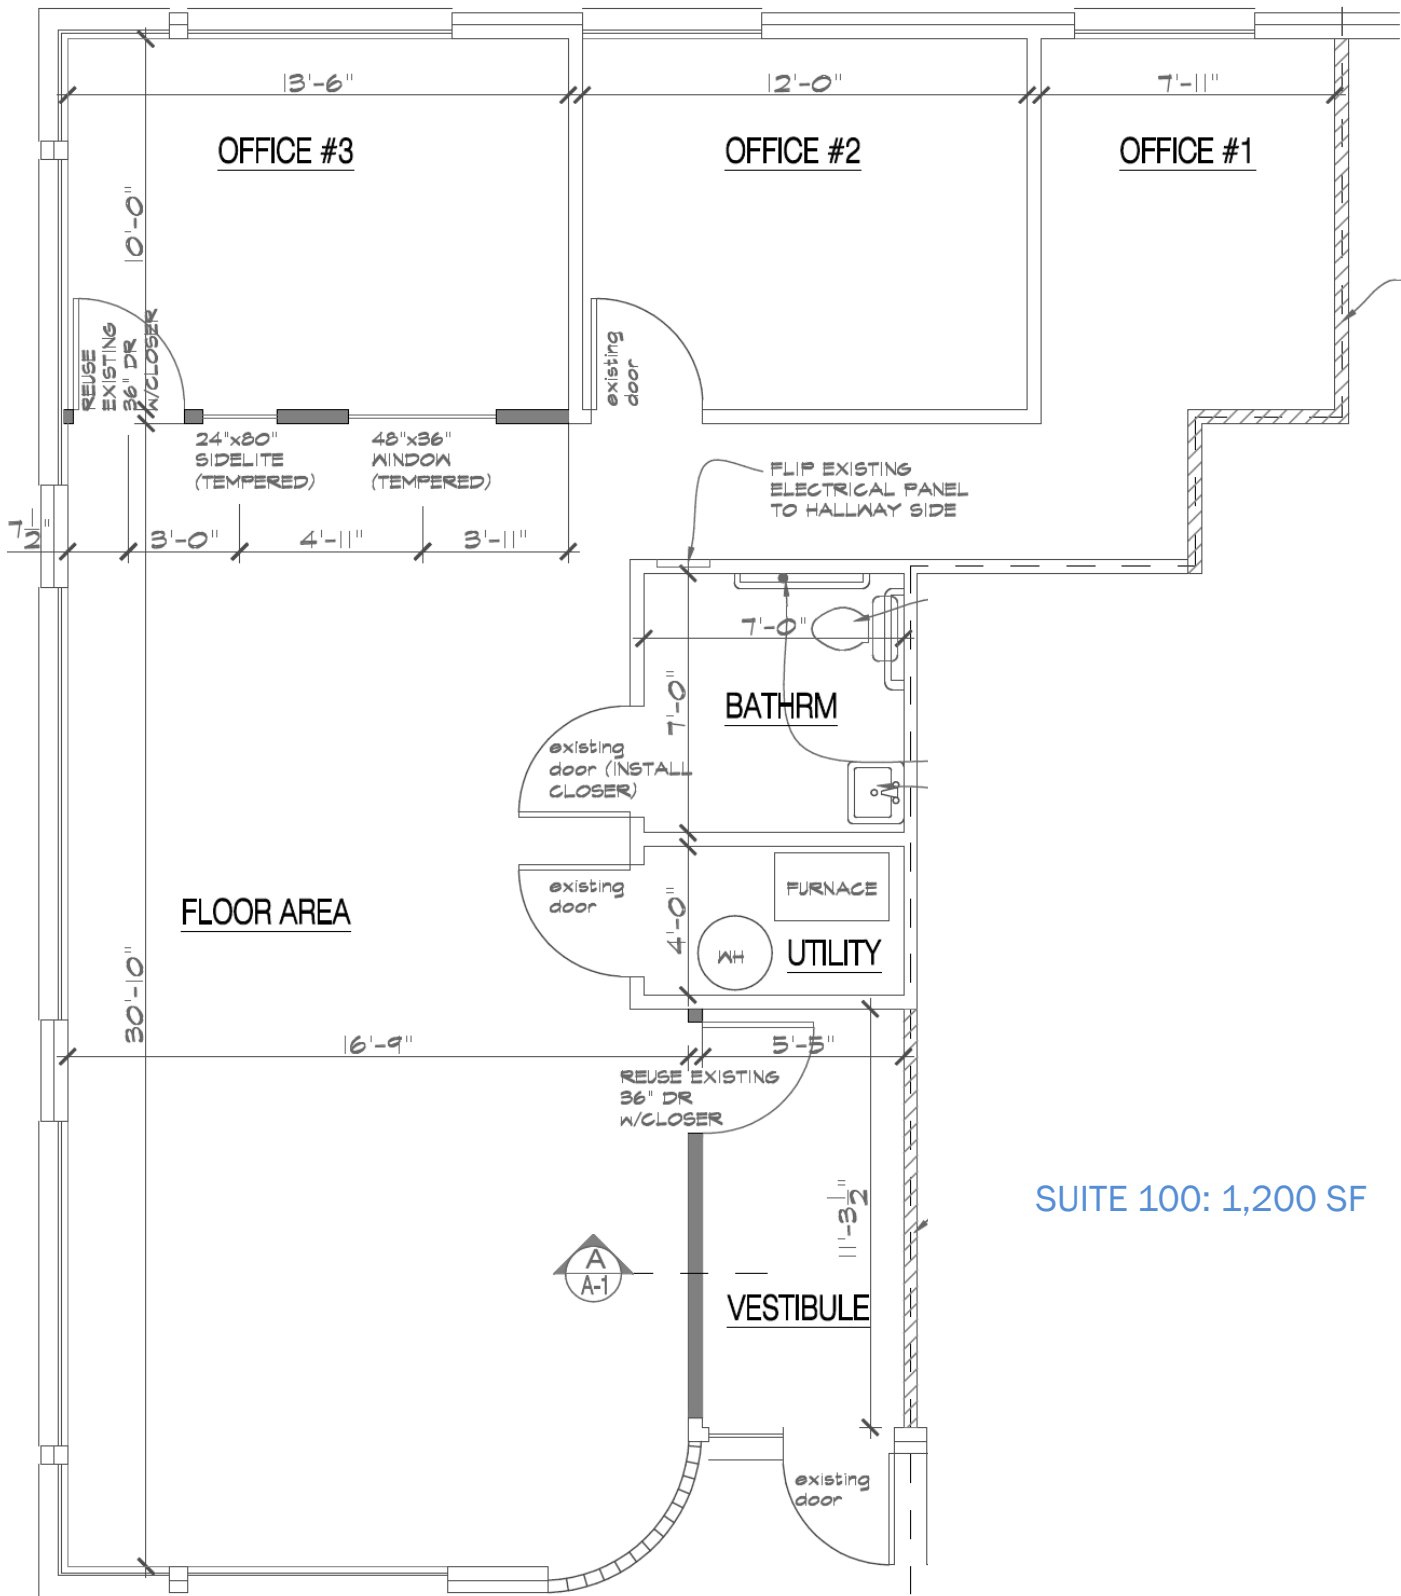 13'-6"
12'-0"
7'-11"
OFFICE #3
OFFICE #2
OFFICE #1
10'-0"
REUSE
EXISTING
36" DR
W/CLOSER
existing
door
24"x80"
SIDELITE
(TEMPERED)
48"x36"
WINDOW
(TEMPERED)
FLIP EXISTING
ELECTRICAL PANEL
TO HALLWAY SIDE
7 1/2"
3'-0"
4'-11"
3'-11"
7'-0"
7'-0"
BATHRM
existing
door (INSTALL
CLOSER)
existing
door
FURNACE
4'-0"
WH
UTILITY
FLOOR AREA
30'-10"
16'-9"
5'-5"
REUSE EXISTING
36" DR
W/CLOSER
11'-3 1/2"
SUITE 100: 1,200 SF
A
A-1
VESTIBULE
existing
door